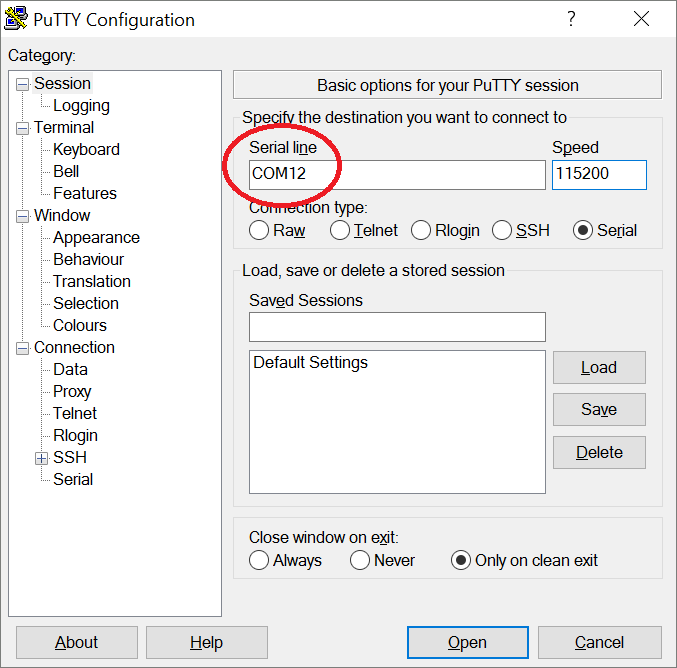 PuTTY Configuration
?
Category:
Session
Logging
Terminal
Keyboard
Bell
Features
Window
Appearance
Behaviour
Translation
Selection
Colours
Connection
Data
Proxy
Telnet
Rlogin
SSH
Serial
Basic options for your PuTTY session
Specify the destination you want to connect to
Serial line Speed
COM12 115200
Connection type:
Raw Telnet Rlogin SSH Serial
Load, save or delete a stored session
Saved Sessions
Default Settings
Load
Save
Delete
Close window on exit:
Always Never Only on clean exit
About Help Open Cancel